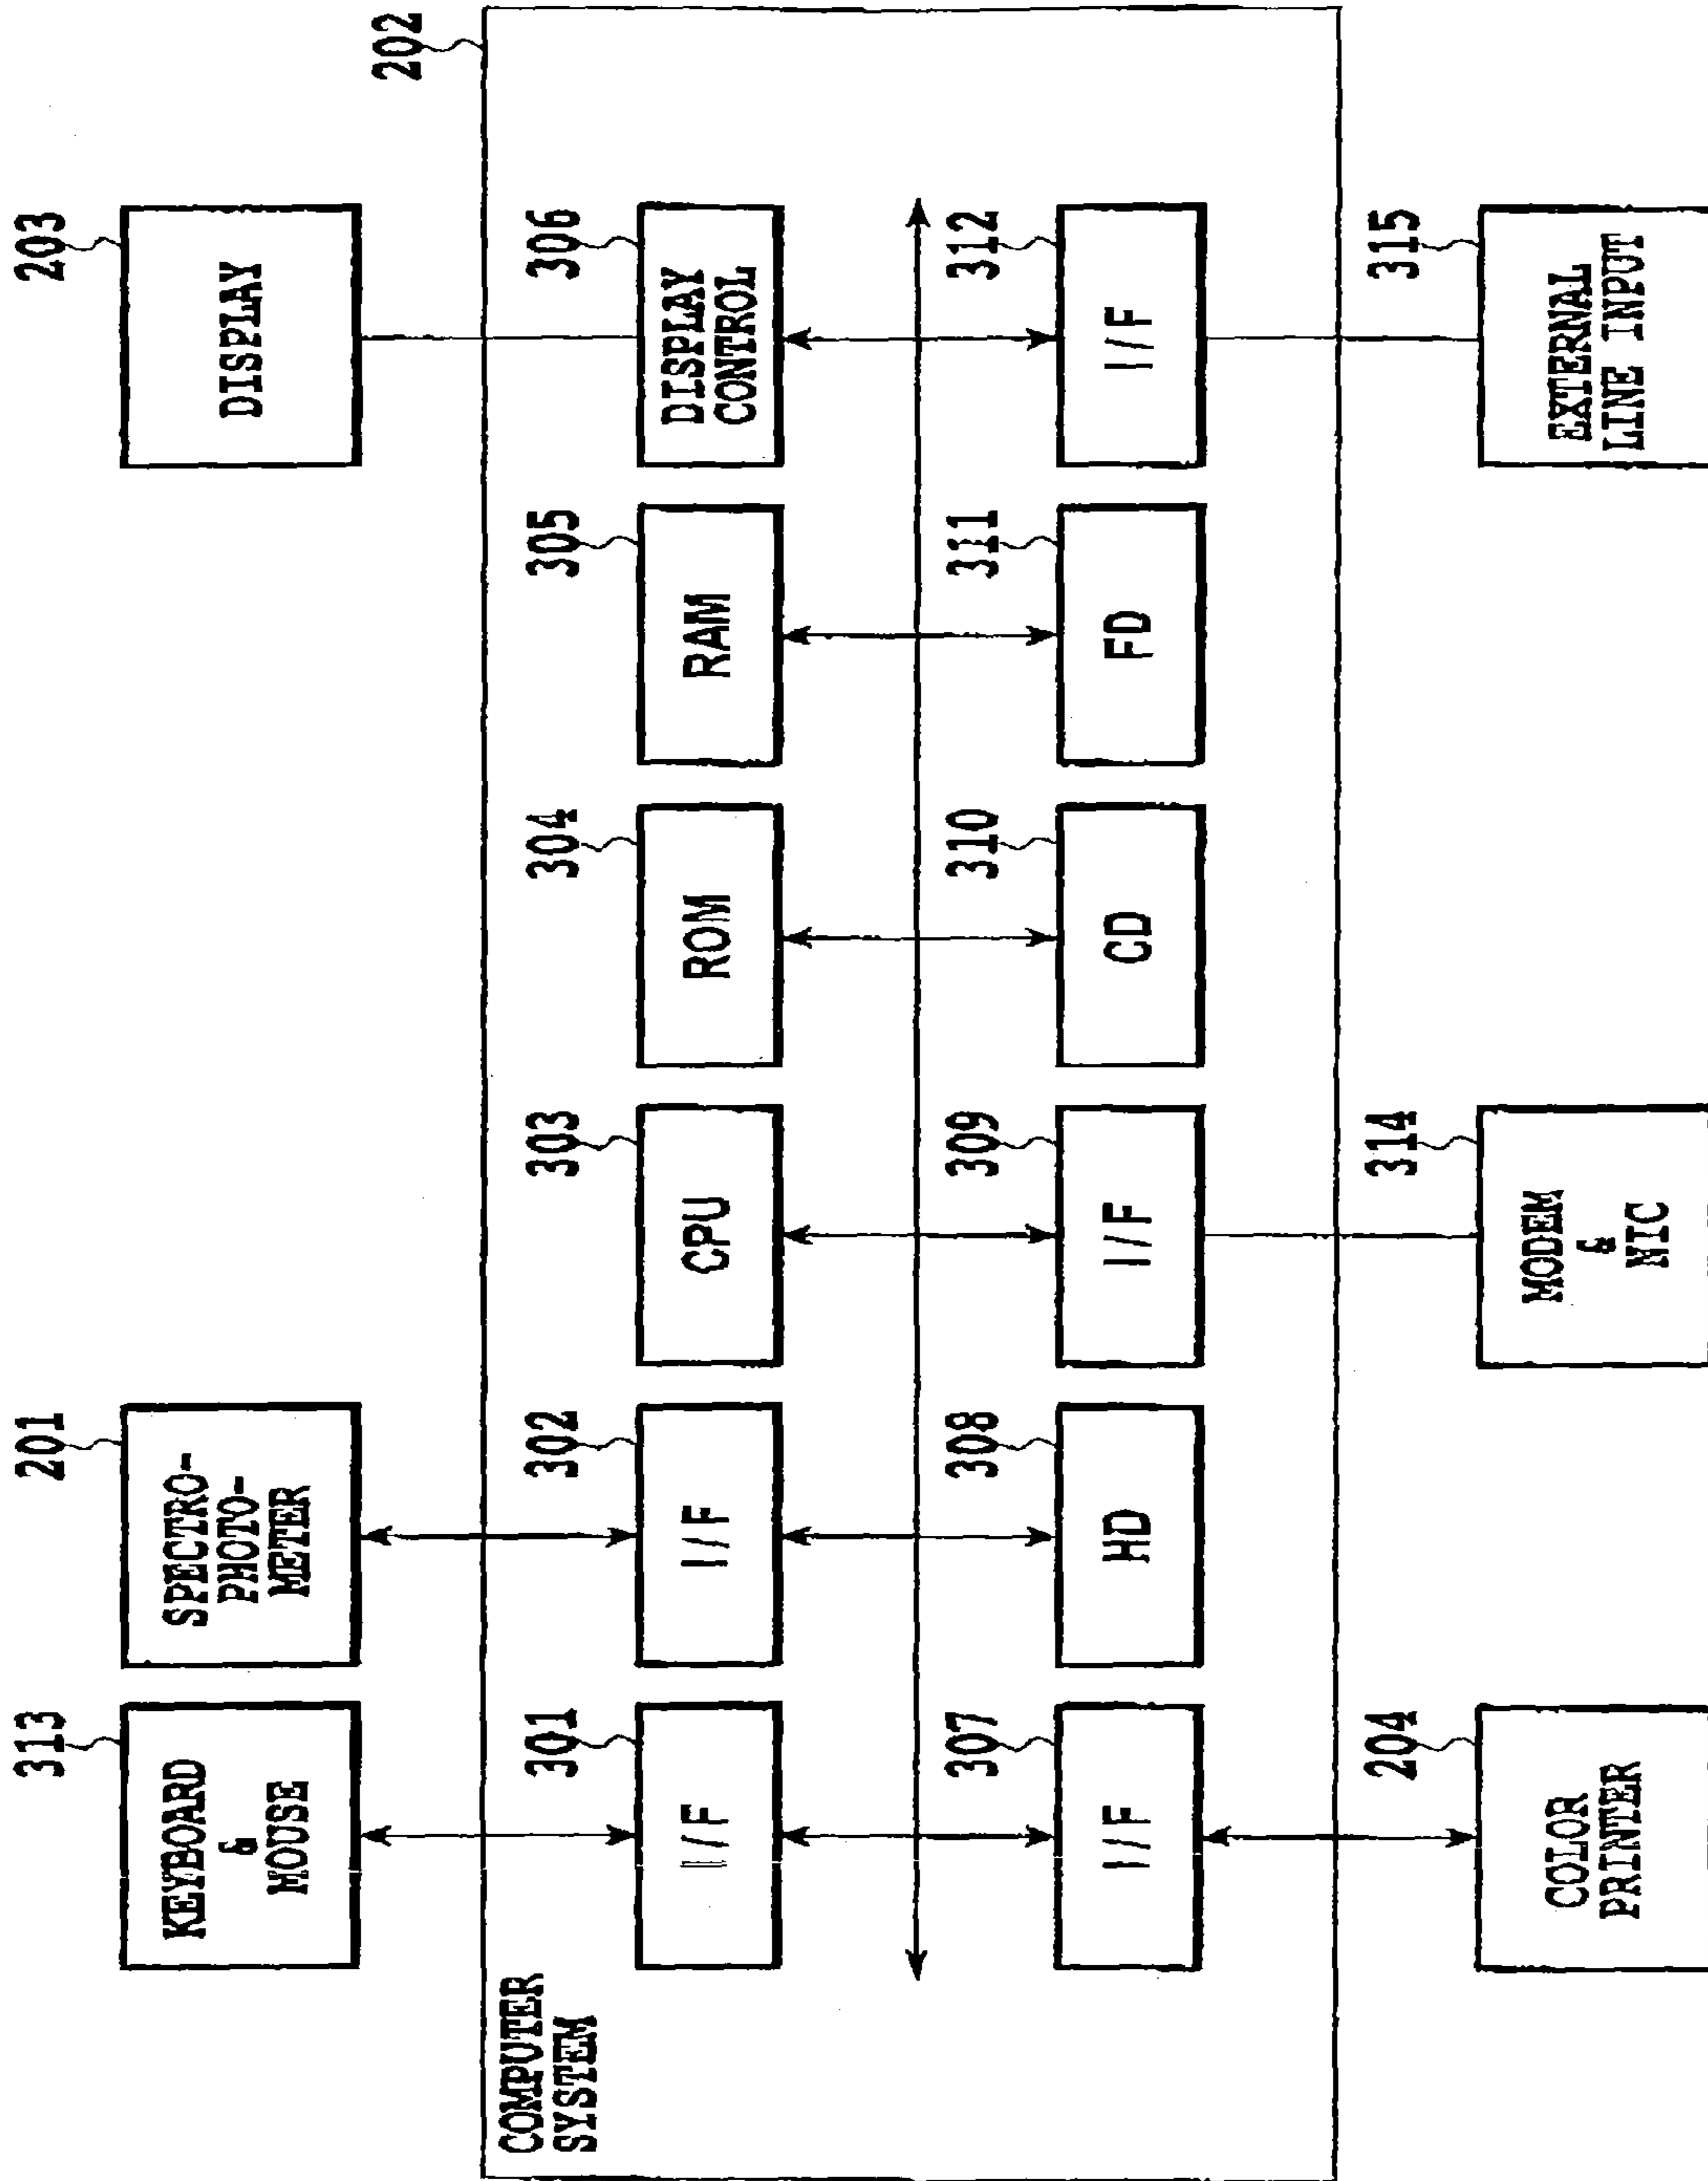 313
KEYBOARD
&
MOUSE
201
SPECTRO-
PHOTO-
METER
203
DISPLAY
202
COMPUTER
SYSTEM
301
I/F
302
I/F
303
CPU
304
ROM
305
RAM
306
DISPLAY
CONTROL
307
I/F
308
HD
309
I/F
310
CD
311
FD
312
I/F
204
COLOR
PRINTER
314
MODEM
&
NIC
315
EXTERNAL
LINE INPUT